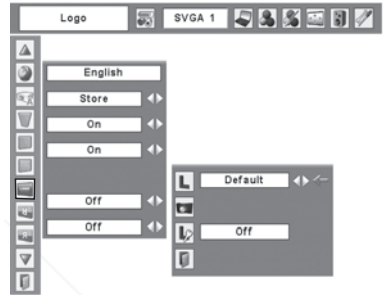 Logo SVGA 1
English
Store
On
On
Default
Off
Off
Off